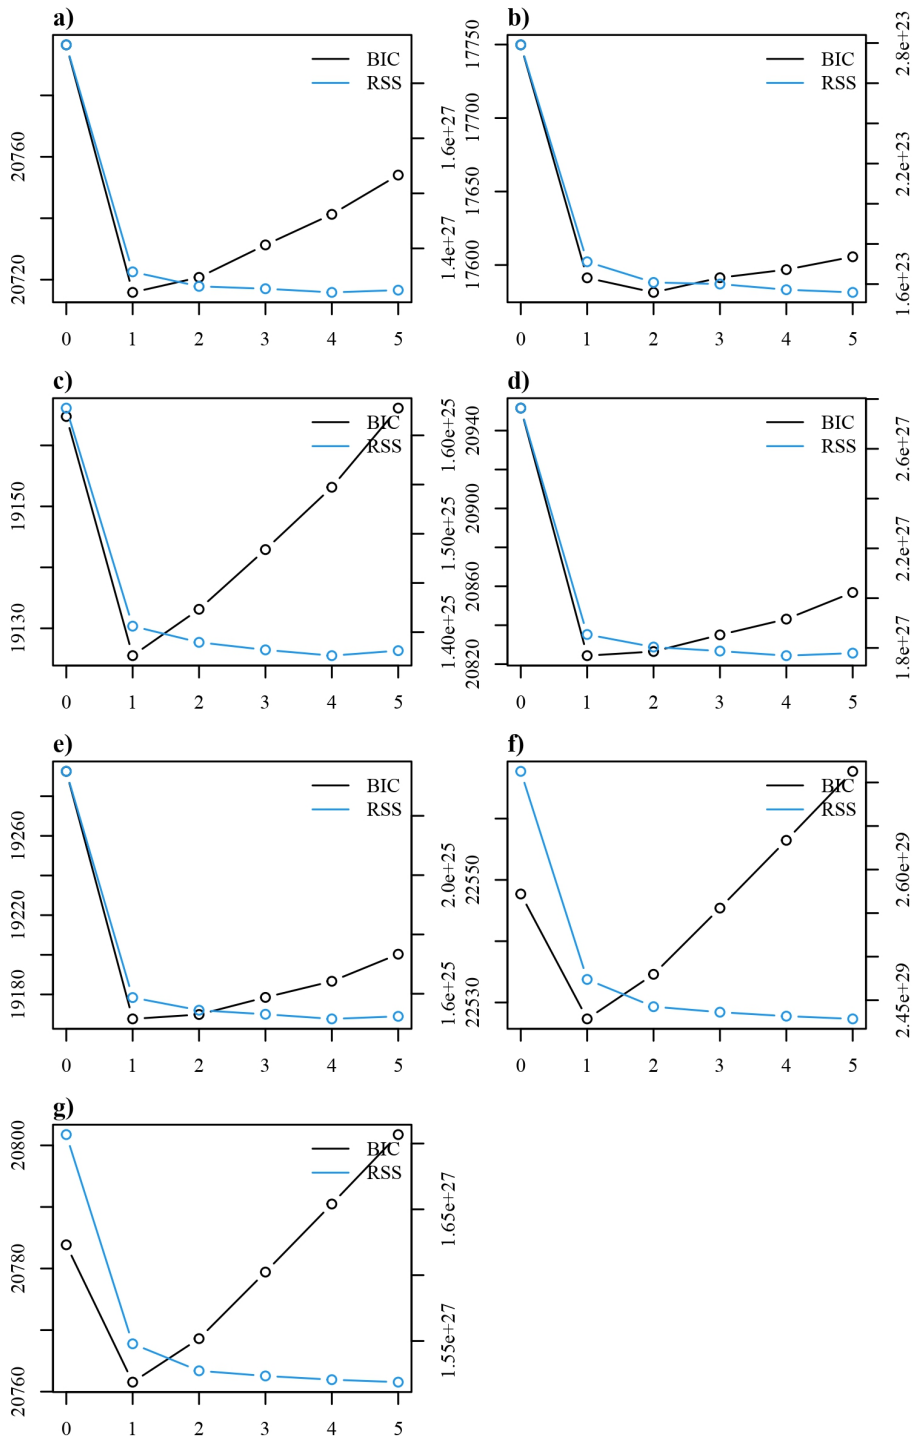 a)
BIC
RSS
20760
20720
1.6e+27
1.4e+27
0 1 2 3 4 5
b)
BIC
RSS
17750
17700
17650
17600
2.8e+23
2.2e+23
1.6e+23
0 1 2 3 4 5
c)
BIC
RSS
19150
19130
1.60e+25
1.50e+25
1.40e+25
0 1 2 3 4 5
d)
BIC
RSS
20940
20900
20860
20820
2.6e+27
2.2e+27
1.8e+27
0 1 2 3 4 5
e)
BIC
RSS
19260
19220
19180
2.0e+25
1.6e+25
0 1 2 3 4 5
f)
BIC
RSS
22550
22530
2.60e+29
2.45e+29
0 1 2 3 4 5
g)
BIC
RSS
20800
20780
20760
1.65e+27
1.55e+27
0 1 2 3 4 5